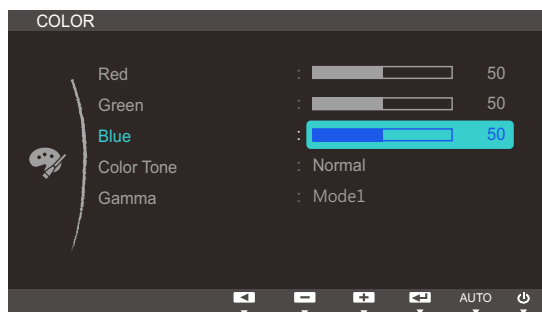 COLOR
Red : 50
Green : 50
Blue : 50
Color Tone : Normal
Gamma : Mode1
AUTO